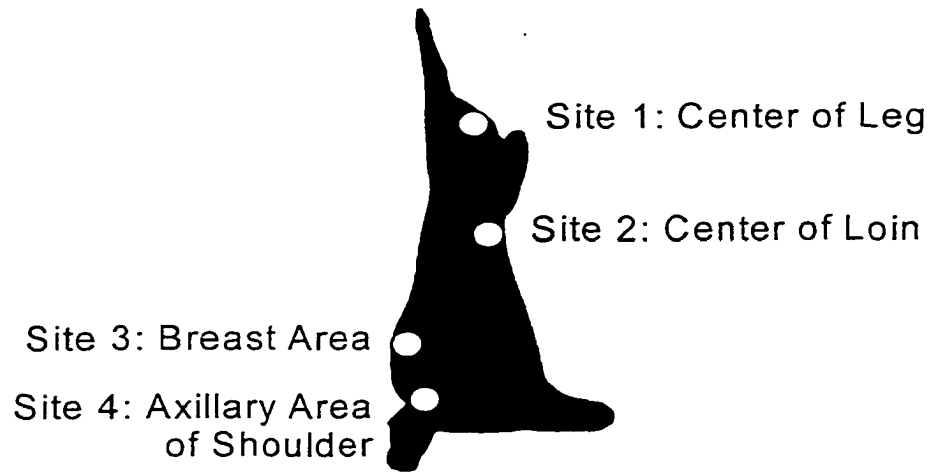 Site 1: Center of Leg
Site 2: Center of Loin
Site 3: Breast Area
Site 4: Axillary Area
of Shoulder